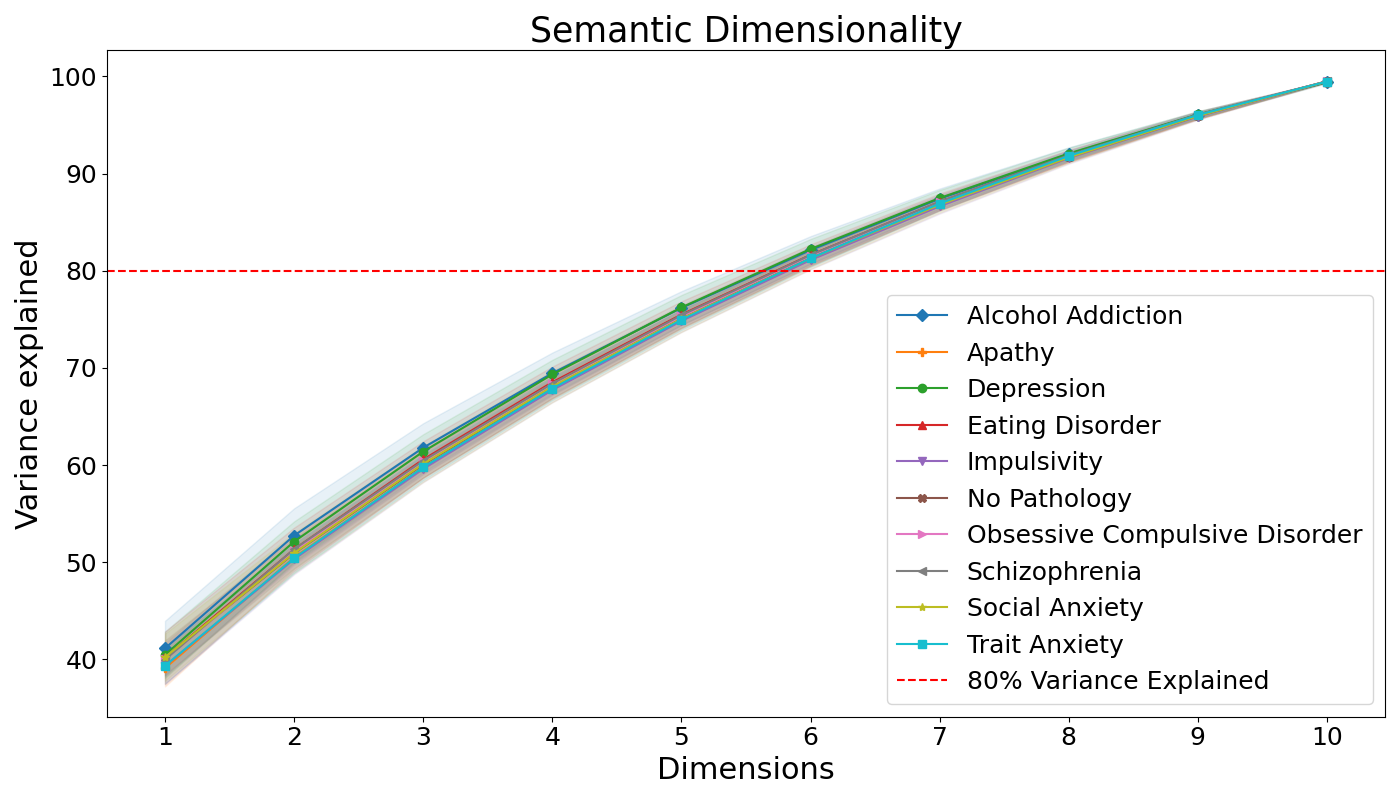 Semantic Dimensionality
Variance explained
100
90
80
70
60
50
40
Alcohol Addiction
Apathy
Depression
Eating Disorder
Impulsivity
No Pathology
Obsessive Compulsive Disorder
Schizophrenia
Social Anxiety
Trait Anxiety
80% Variance Explained
1 2 3 4 5 6 7 8 9 10
Dimensions